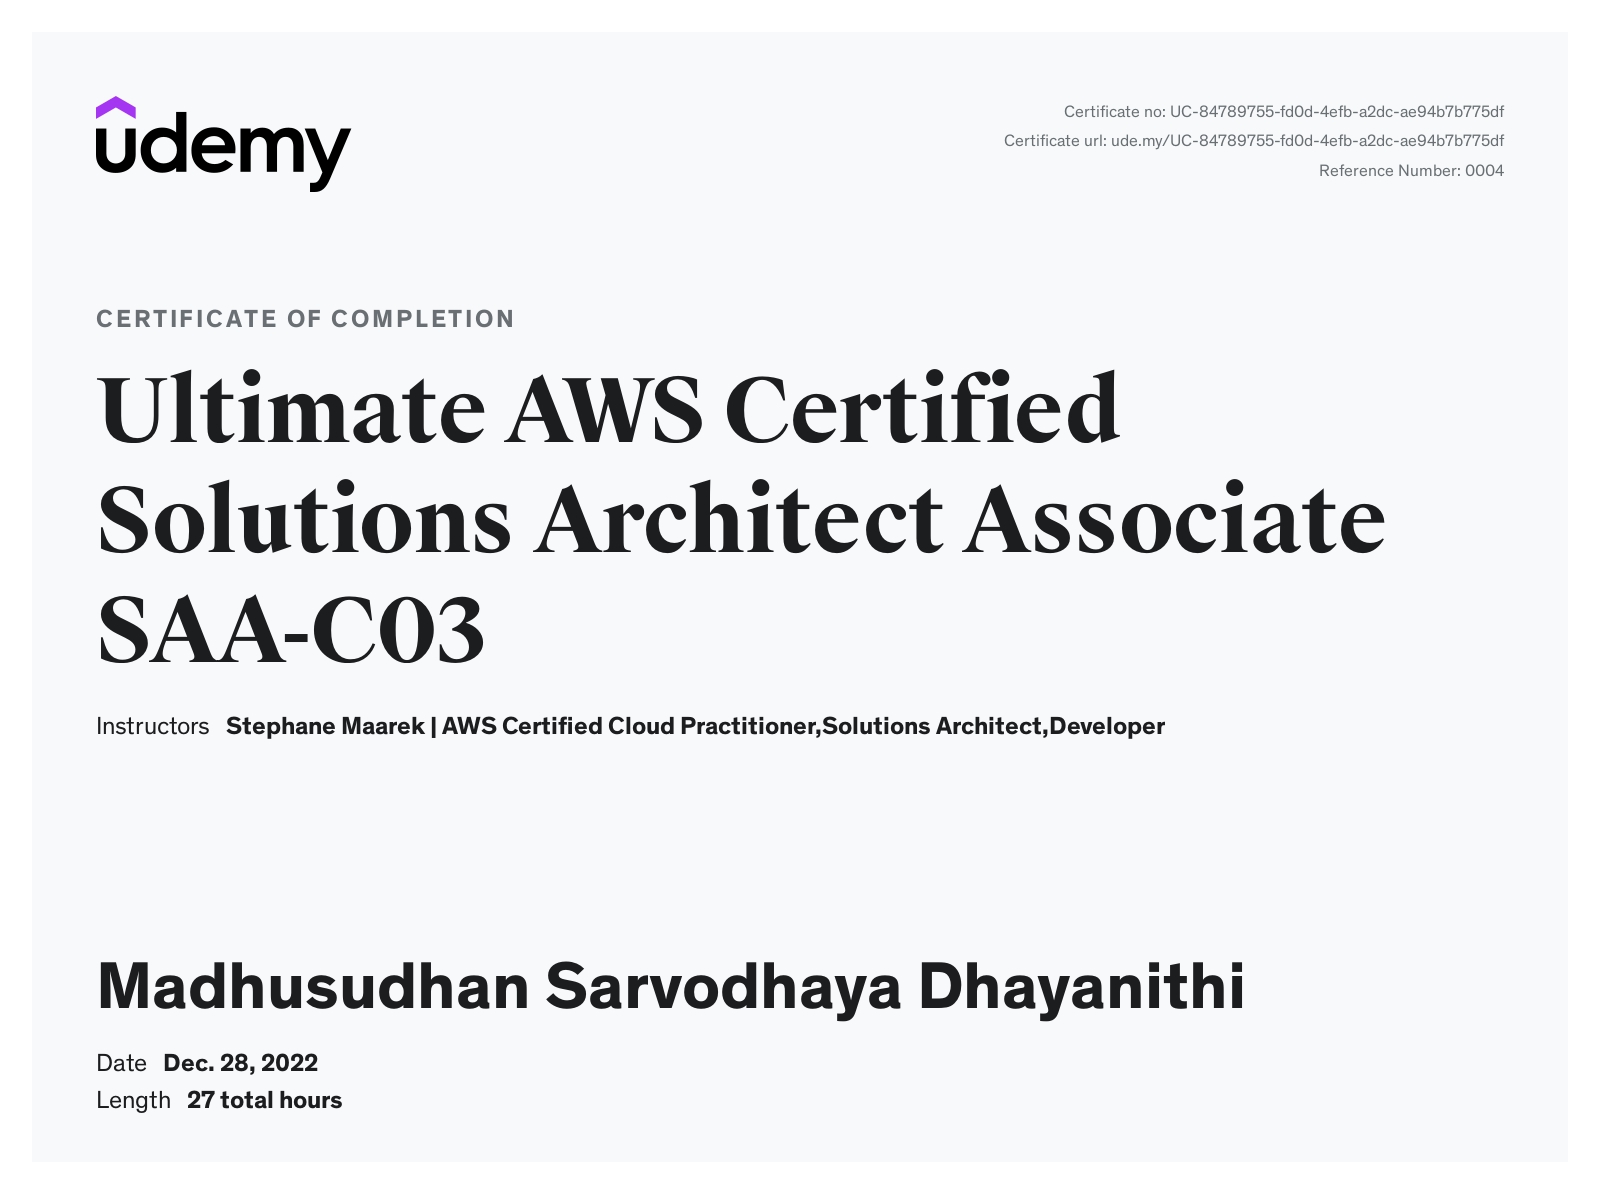 udemy
Certificate no: UC-84789755-fd0d-4efb-a2dc-ae94b7b775df
Certificate url: ude.my/UC-84789755-fd0d-4efb-a2dc-ae94b7b775df
Reference Number: 0004
CERTIFICATE OF COMPLETION
Ultimate AWS Certified
Solutions Architect Associate
SAA-C03
Instructors Stephane Maarek | AWS Certified Cloud Practitioner,Solutions Architect,Developer
Madhusudhan Sarvodhaya Dhayanithi
Date Dec. 28, 2022
Length 27 total hours